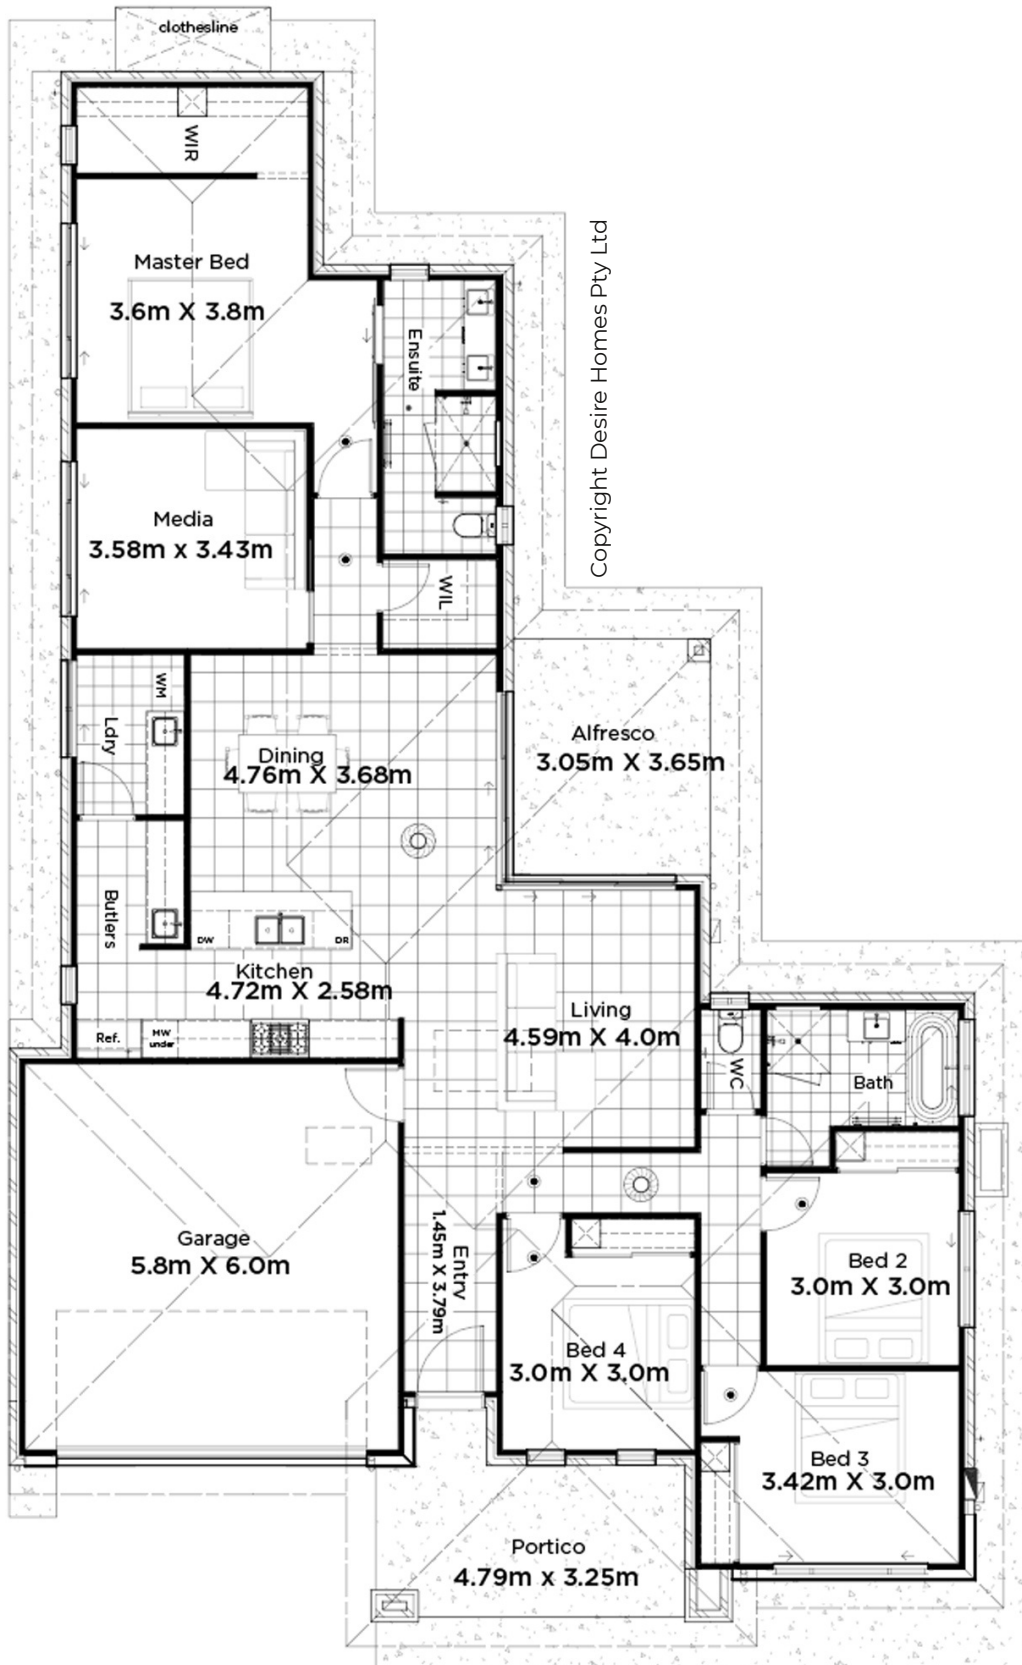 clothesline
WIR
Master Bed
3.6m X 3.8m
Ensuite
Copyright Desire Homes Pty Ltd
Media
3.58m x 3.43m
WIL
WM
Ldry
Dining
4.76m X 3.68m
Alfresco
3.05m X 3.65m
Butlers
DW
DR
Kitchen
4.72m X 2.58m
Living
4.59m X 4.0m
Ref.
MW
under
WC
Bath
Garage
5.8m X 6.0m
Entry
1.45m X 3.79m
Bed 2
3.0m X 3.0m
Bed 4
3.0m X 3.0m
Bed 3
3.42m X 3.0m
Portico
4.79m x 3.25m